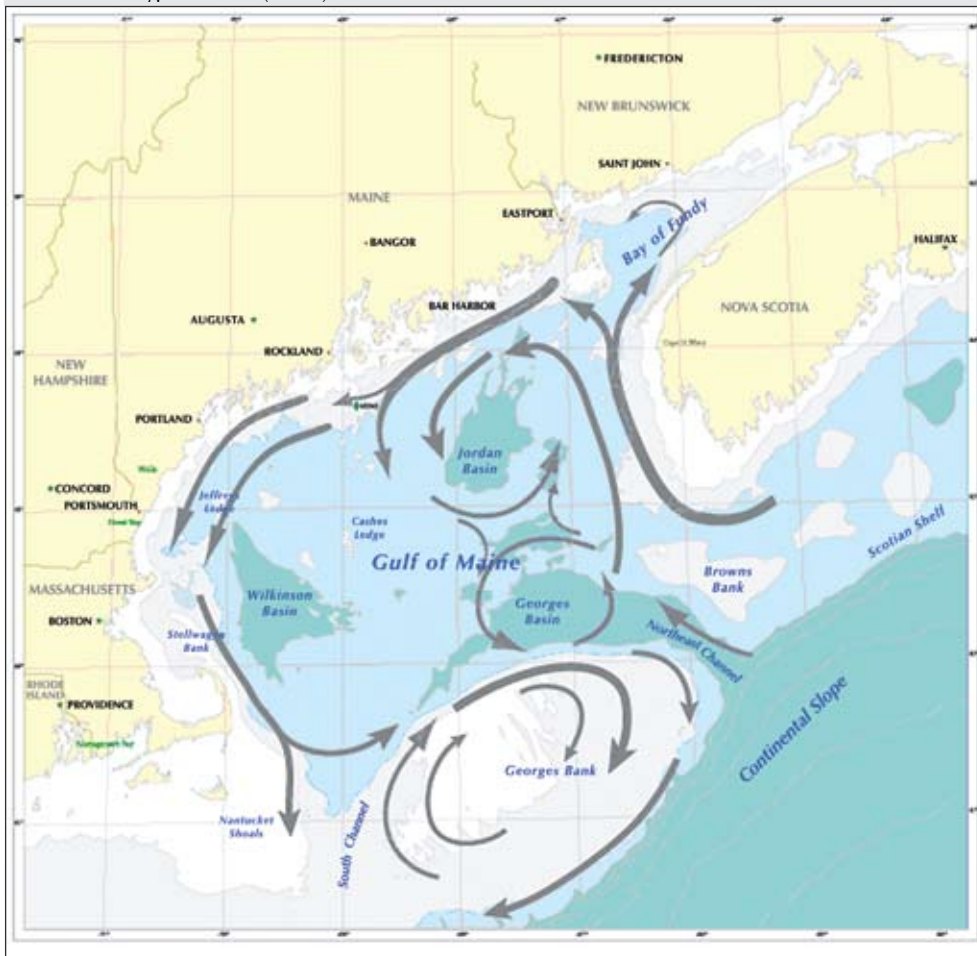 FREDERICTON
NEW BRUNSWICK
SAINT JOHN
MAINE
EASTPORT
Bay of Fundy
HALIFAX
BANGOR
NOVA SCOTIA
BAR HARBOR
AUGUSTA
ROCKLAND
NEW
HAMPSHIRE
PORTLAND
Jordan
Basin
CONCORD
PORTSMOUTH
Cashes
Ledge
Scotian Shelf
Gulf of Maine
Browns
Bank
MASSACHUSETTS
Wilkinson
Basin
Georges
Basin
BOSTON
Stellwagen
Bank
Northeast Channel
RHODE
ISLAND
PROVIDENCE
Continental Slope
Georges Bank
Nantucket
Shoals
South Channel